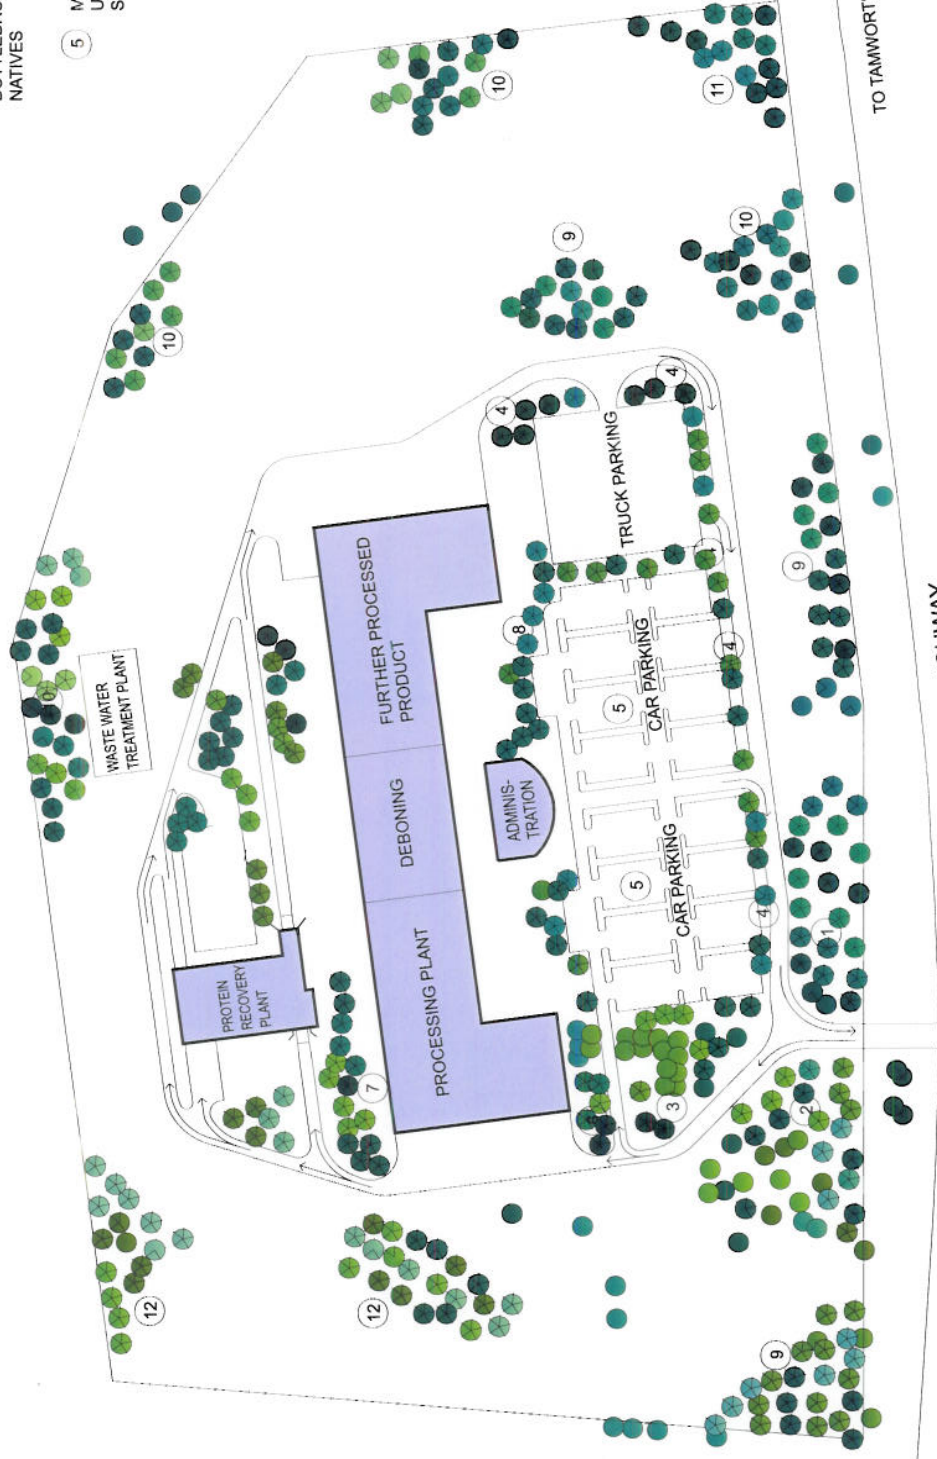 NATIVES
5
M
U
S
TO TAMWORT
10
10
11
9
10
4
4
TRUCK PARKING
9
8
4
5
CAR PARKING
5
CAR PARKING
4
WASTE WATER
TREATMENT PLANT
FURTHER PROCESSED
PRODUCT
DEBONING
ADMINIS-
TRATION
PROCESSING PLANT
PROTEIN
RECOVERY
PLANT
7
3
2
1
12
12
9